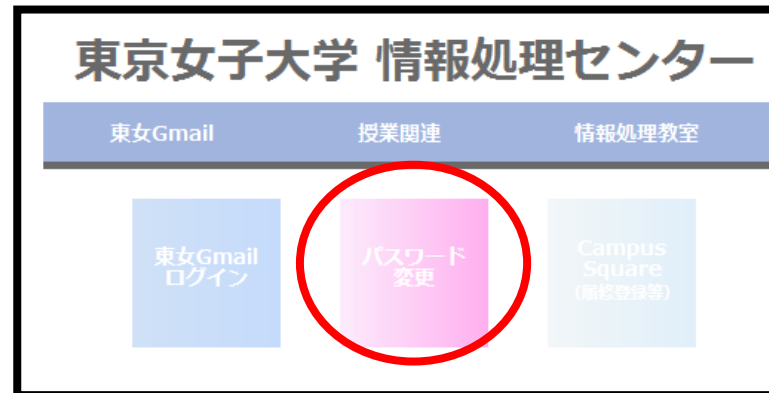 東京女子大学 情報処理センター
東女Gmail 授業関連 情報処理教室
東女Gmail
ログイン
パスワード
変更
Campus
Square
(履修登録等)